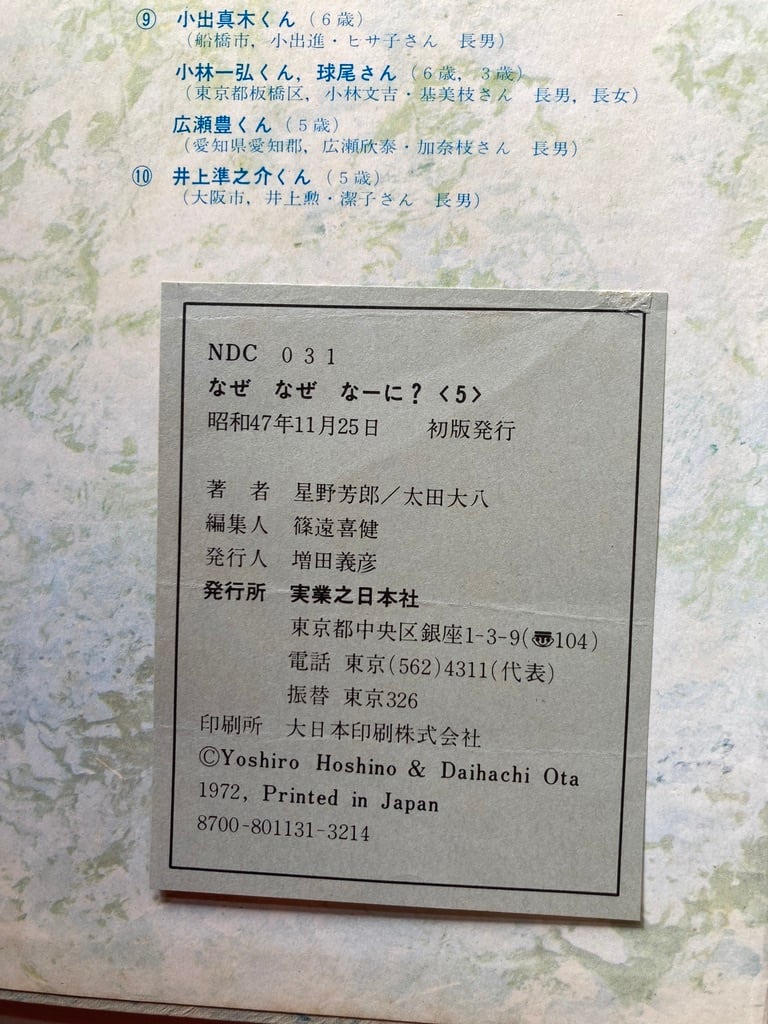 ⑨ 小出真木くん（6歳）
（船橋市，小出進・ヒサ子さん　長男）
小林一弘くん，球尾さん（6歳，3歳）
（東京都板橋区，小林文吉・基美枝さん　長男，長女）
広瀬豊くん（5歳）
（愛知県愛知郡，広瀬欣泰・加奈枝さん　長男）
⑩ 井上準之介くん（5歳）
（大阪市，井上勲・潔子さん　長男）
NDC 031
なぜ　なぜ　なーに？〈5〉
昭和47年11月25日　　初版発行
著　者　星野芳郎／太田大八
編集人　篠遠喜健
発行人　増田義彦
発行所　実業之日本社
東京都中央区銀座1-3-9(〠104)
電話 東京(562)4311(代表)
振替 東京326
印刷所　大日本印刷株式会社
©Yoshiro Hoshino & Daihachi Ota
1972, Printed in Japan
8700-801131-3214